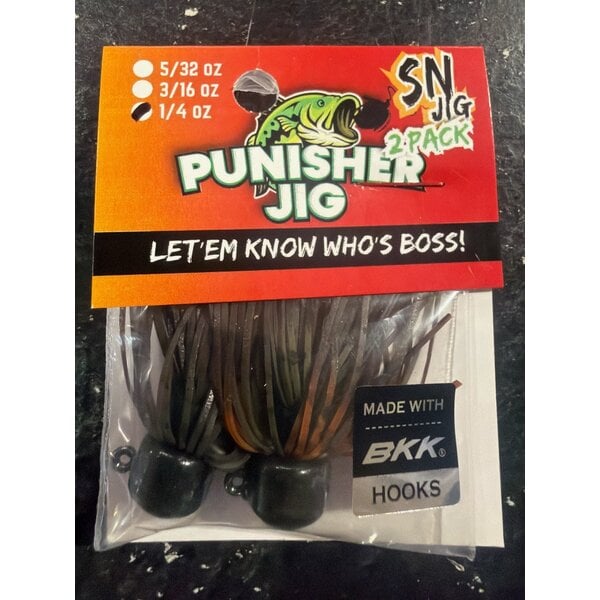 5/32 OZ
3/16 OZ
1/4 OZ
SN
JIG
2 PACK
PUNISHER
JIG
LET'EM KNOW WHO'S BOSS!
MADE WITH
BKK
HOOKS